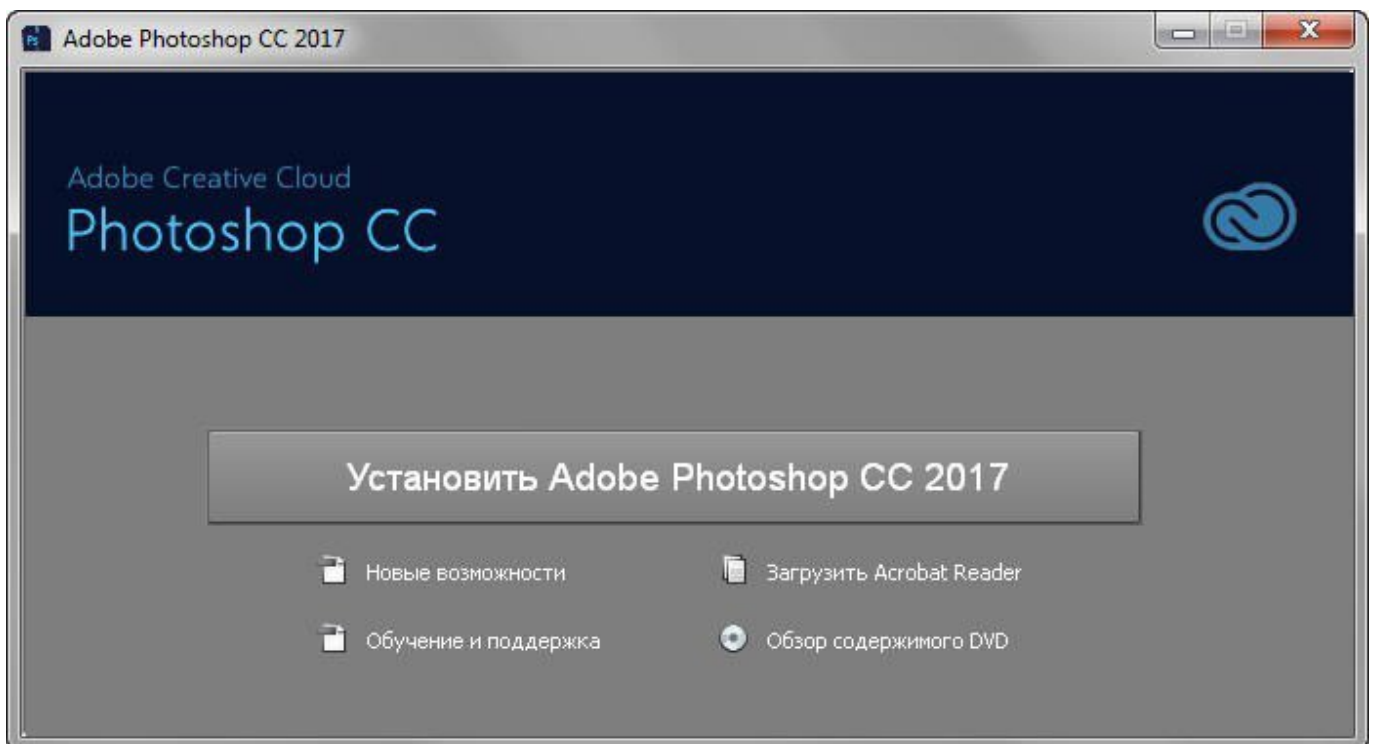 Ps Adobe Photoshop CC 2017
Adobe Creative Cloud
Photoshop CC
Установить Adobe Photoshop CC 2017
Новые возможности
Загрузить Acrobat Reader
Обучение и поддержка
Обзор содержимого DVD